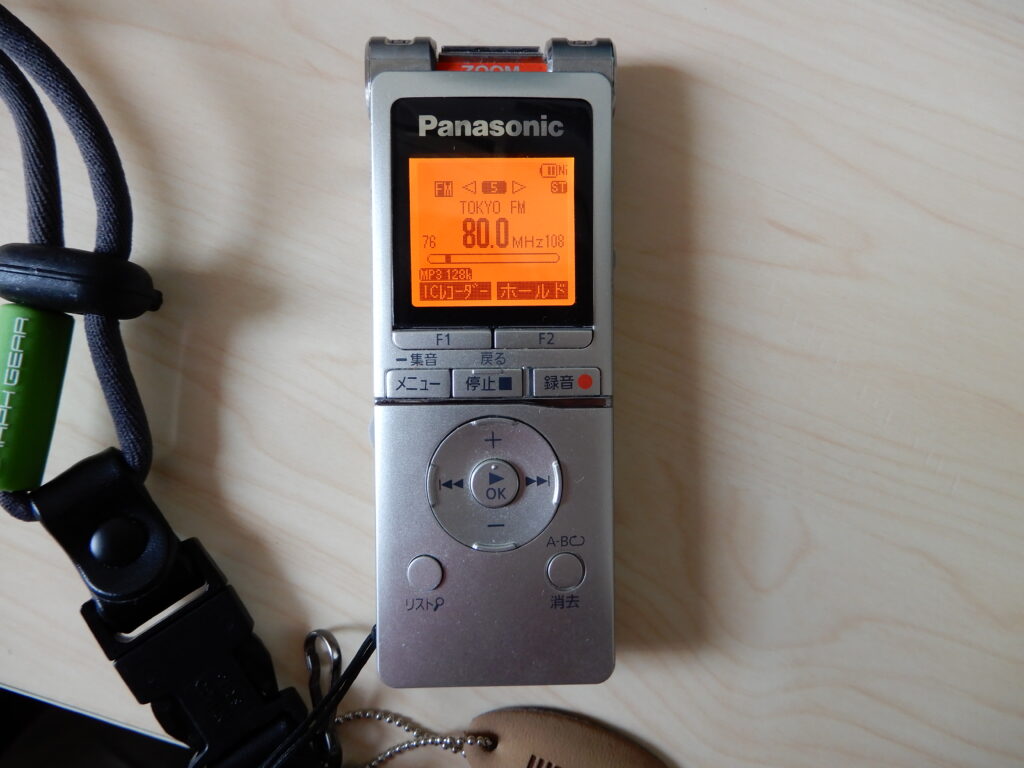 ZOOM
Panasonic
Ni
FM 5 ST
TOKYO FM
76 80.0 MHz 108
MP3 128k
ICレコーダー ホールド
F1 F2
集音 戻る
メニュー 停止 録音
+
OK
−
A-B
リスト 消去
GEAR